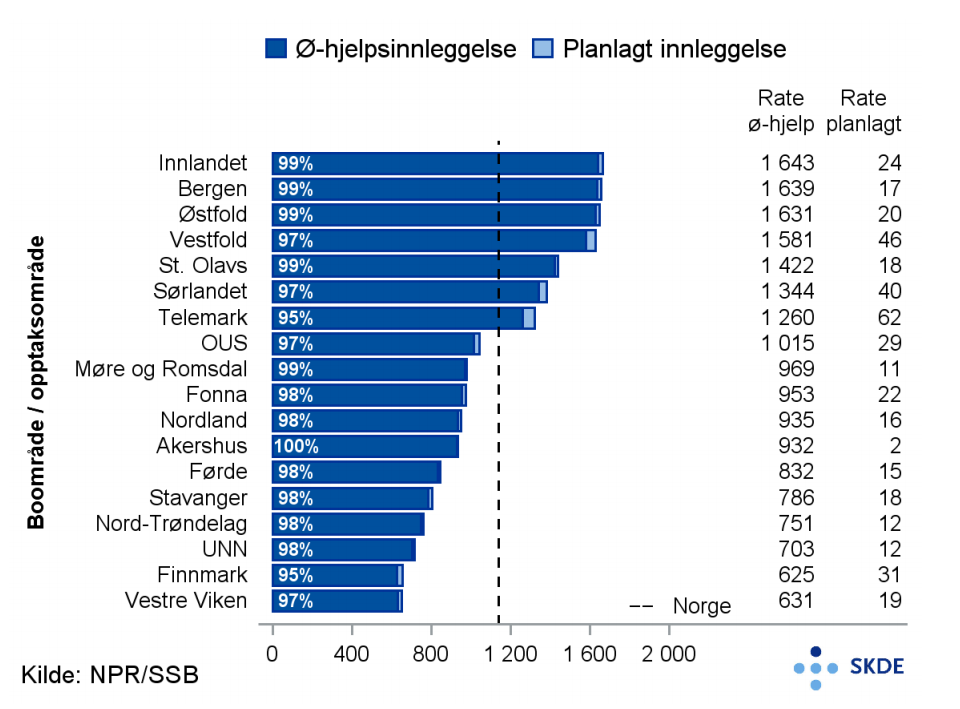 Ø-hjelpsinnleggelse Planlagt innleggelse
Rate Rate
ø-hjelp planlagt
Innlandet 99% 1 643 24
Bergen 99% 1 639 17
Østfold 99% 1 631 20
Vestfold 97% 1 581 46
St. Olavs 99% 1 422 18
Sørlandet 97% 1 344 40
Telemark 95% 1 260 62
OUS 97% 1 015 29
Møre og Romsdal 99% 969 11
Fonna 98% 953 22
Nordland 98% 935 16
Akershus 100% 932 2
Førde 98% 832 15
Stavanger 98% 786 18
Nord-Trøndelag 98% 751 12
UNN 98% 703 12
Finnmark 95% 625 31
Vestre Viken 97% 631 19
Boområde / opptaksområde
-- Norge
0 400 800 1 200 1 600 2 000
Kilde: NPR/SSB
SKDE